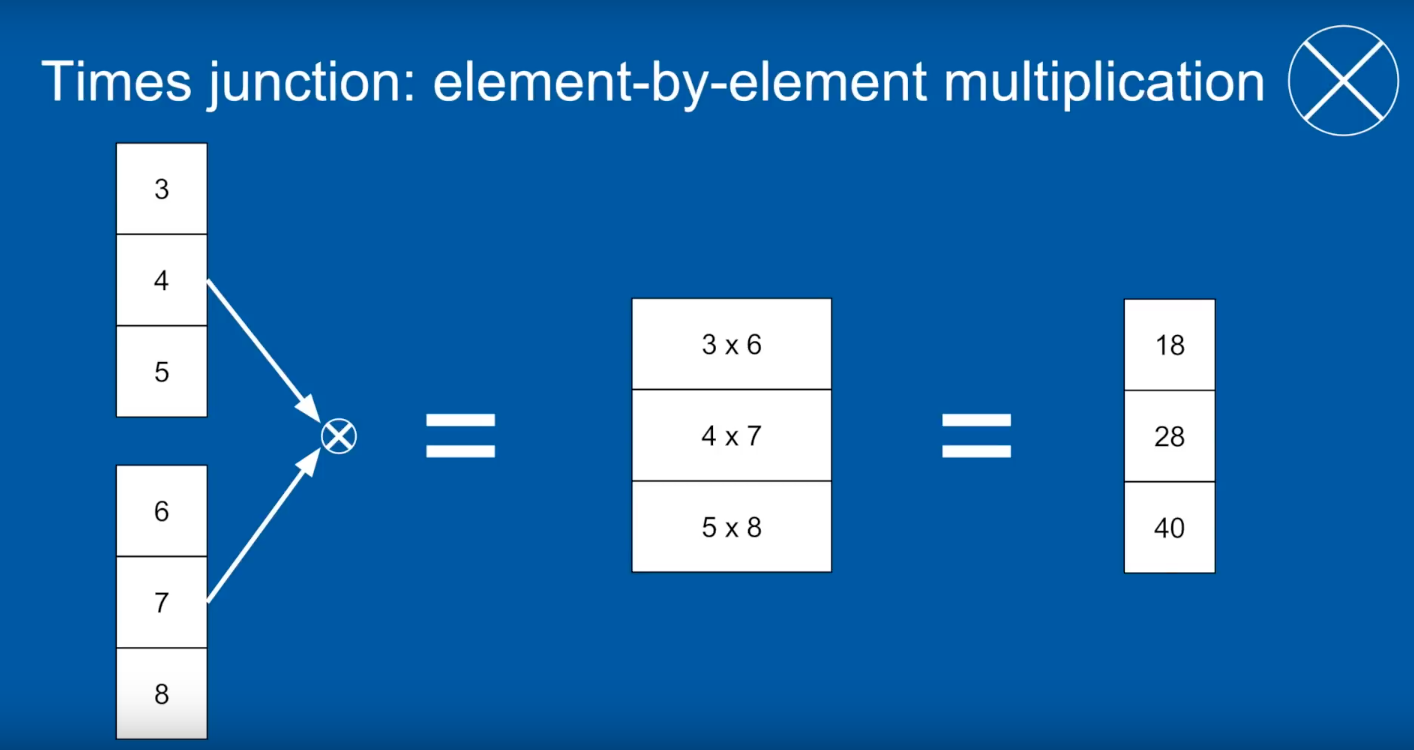 Times junction: element-by-element multiplication
3
4
5
6
7
8
=
3 x 6
4 x 7
5 x 8
=
18
28
40